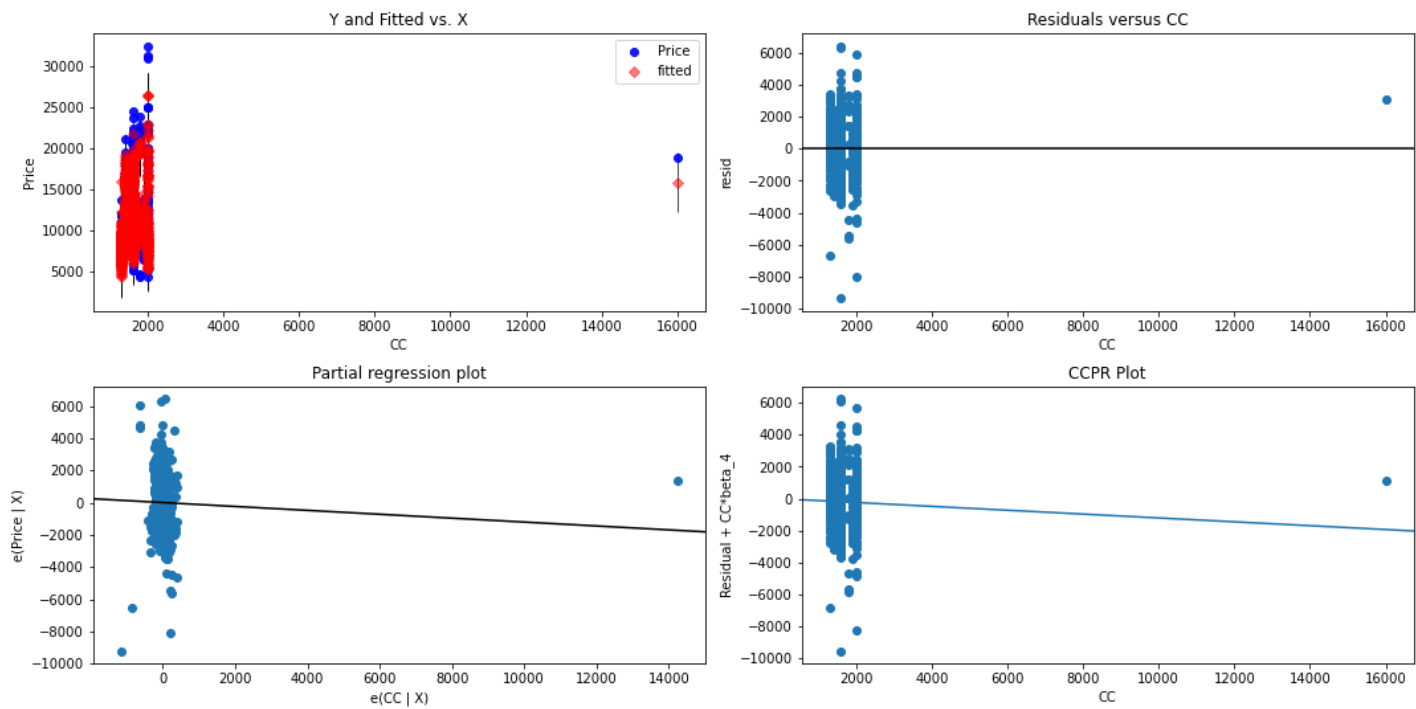 Y and Fitted vs. X
Price
fitted
30000
25000
20000
15000
10000
5000
Price
2000 4000 6000 8000 10000 12000 14000 16000
CC
Residuals versus CC
6000
4000
2000
0
−2000
−4000
−6000
−8000
−10000
resid
2000 4000 6000 8000 10000 12000 14000 16000
CC
Partial regression plot
6000
4000
2000
0
−2000
−4000
−6000
−8000
−10000
e(Price | X)
0 2000 4000 6000 8000 10000 12000 14000
e(CC | X)
CCPR Plot
6000
4000
2000
0
−2000
−4000
−6000
−8000
−10000
Residual + CC*beta_4
2000 4000 6000 8000 10000 12000 14000 16000
CC